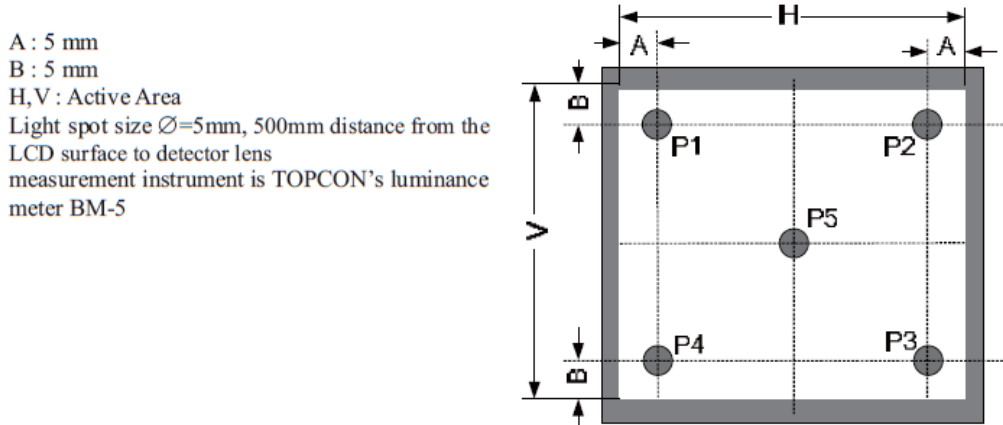 A : 5 mm
B : 5 mm
H,V : Active Area
Light spot size ∅=5mm, 500mm distance from the
LCD surface to detector lens
measurement instrument is TOPCON's luminance
meter BM-5
H
A
A
B
P1
P2
V
P5
P4
P3
B